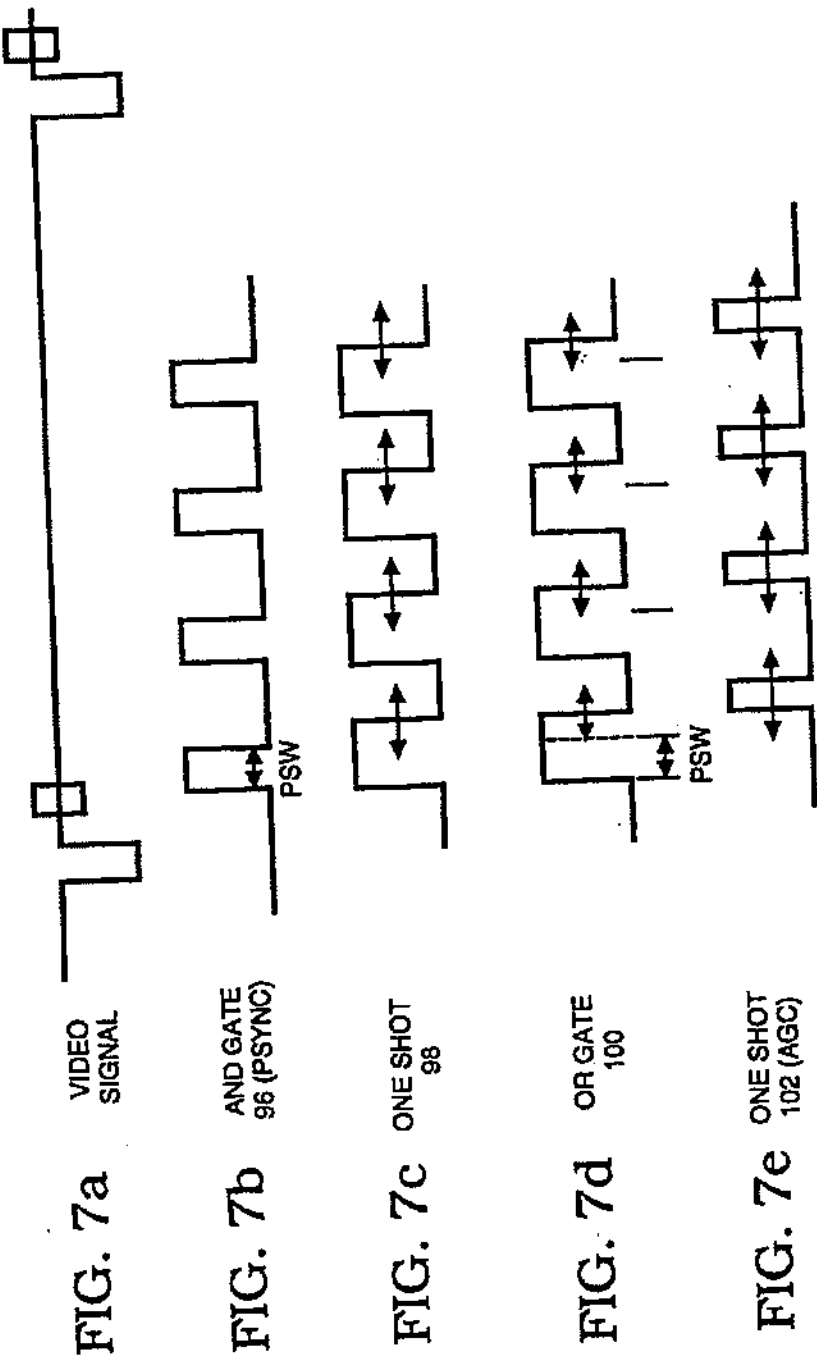 FIG. 7a
VIDEO
SIGNAL
FIG. 7b
AND GATE
96 (PSYNC)
PSW
FIG. 7c
ONE SHOT
98
FIG. 7d
OR GATE
100
PSW
FIG. 7e
ONE SHOT
102 (AGC)